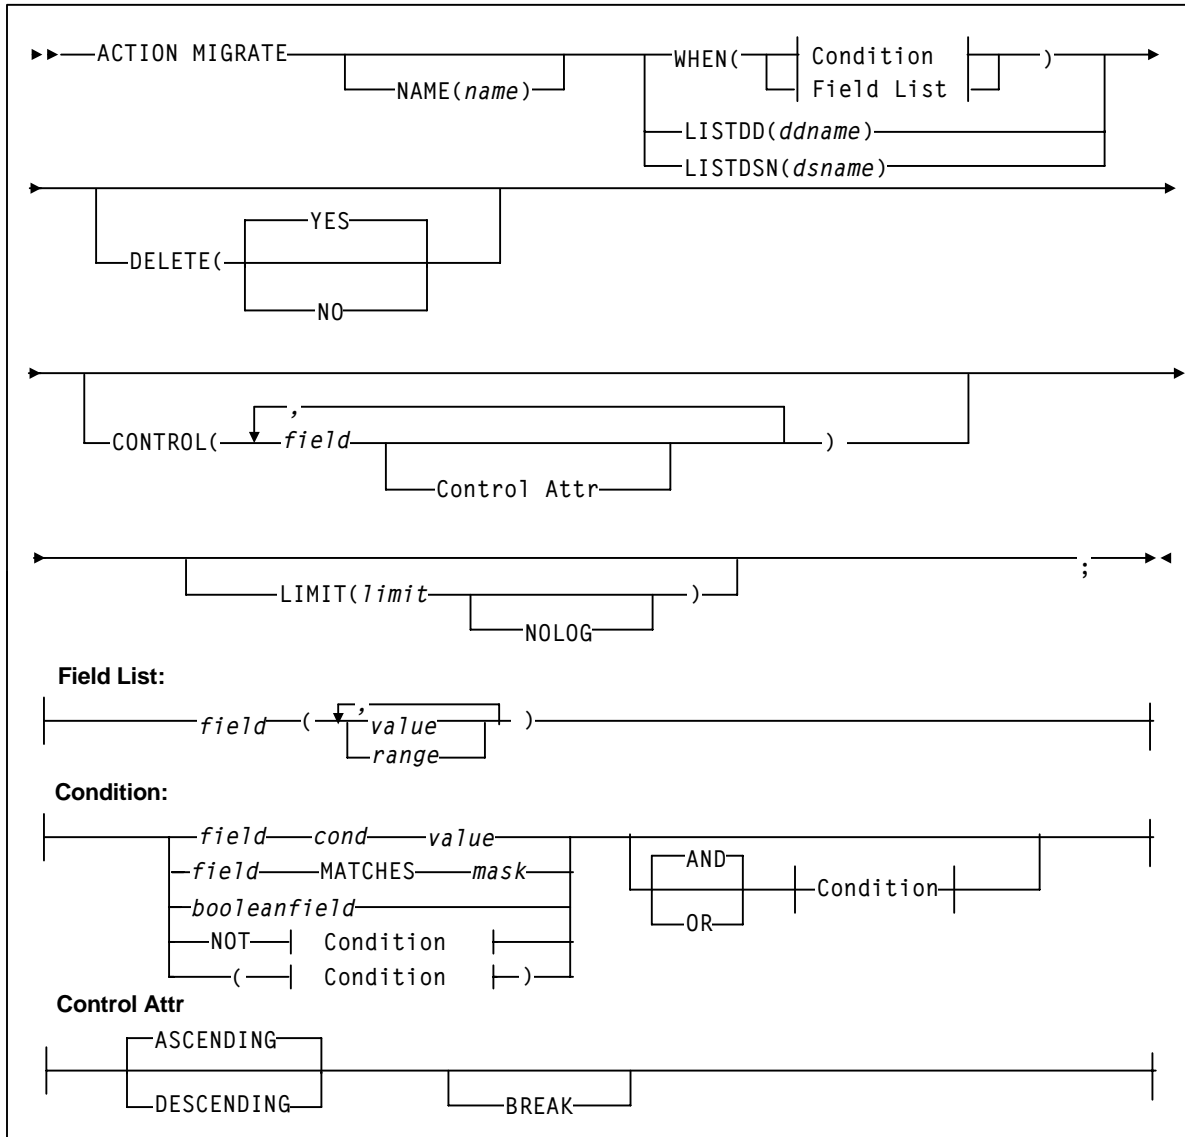 ACTION MIGRATE
NAME(name)
WHEN( Condition )
Field List
LISTDD(ddname)
LISTDSN(dsname)
YES
DELETE(
NO
,
CONTROL( field )
Control Attr
;
LIMIT(limit )
NOLOG
Field List:
,
field ( value )
range
Condition:
field cond value
field MATCHES mask
AND
Condition
booleanfield
OR
NOT Condition
( Condition )
Control Attr
ASCENDING
DESCENDING
BREAK